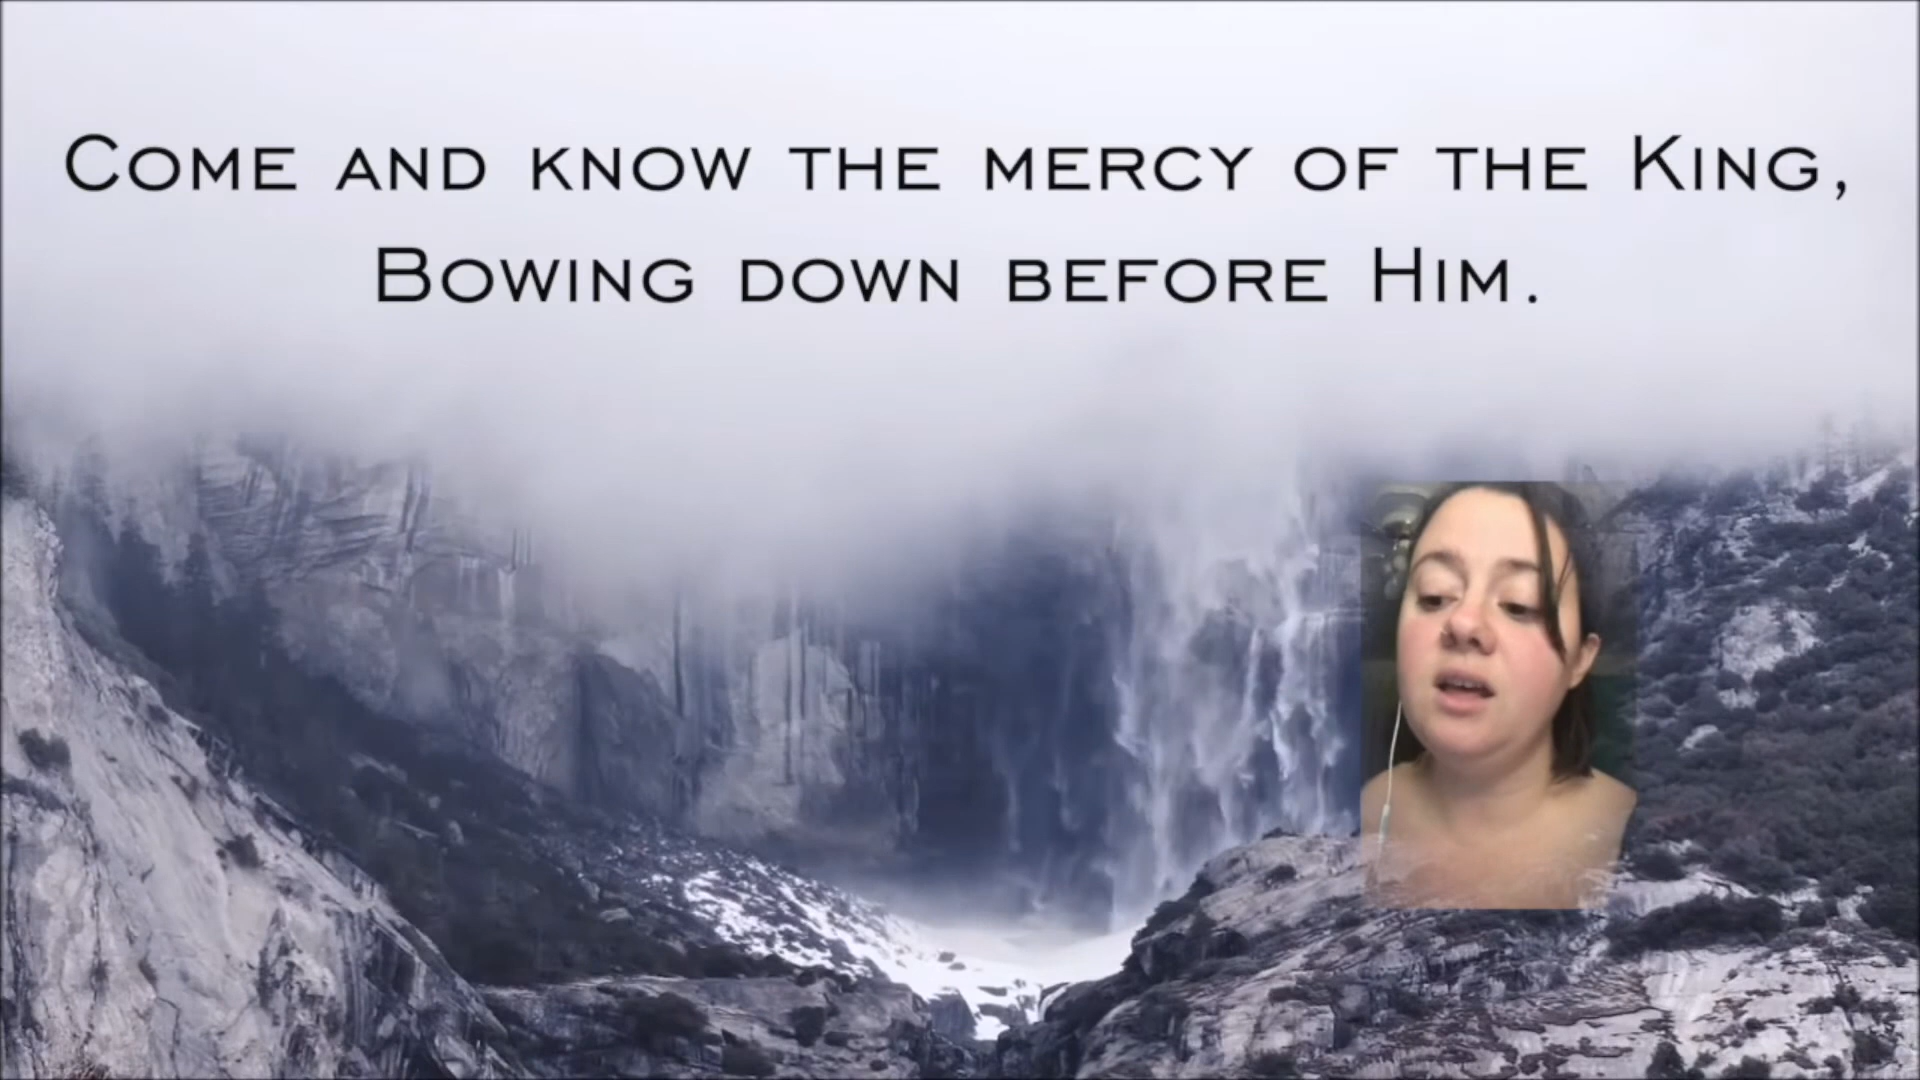 Come and know the mercy of the King,
Bowing down before Him.